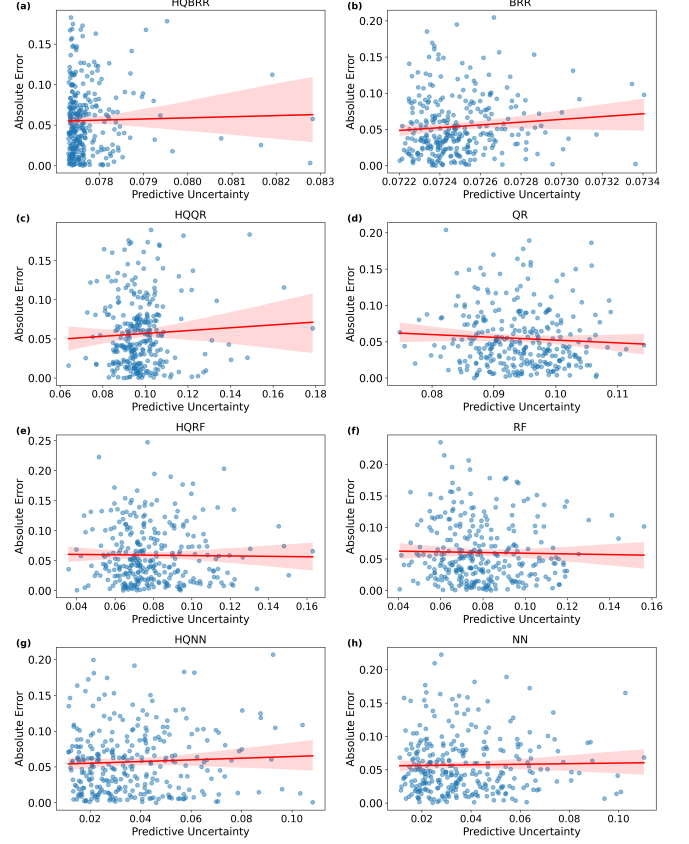 (a) HQBRR
Absolute Error
0.15
0.10
0.05
0.00
0.078 0.079 0.080 0.081 0.082 0.083
Predictive Uncertainty
(b) BRR
Absolute Error
0.20
0.15
0.10
0.05
0.00
0.0722 0.0724 0.0726 0.0728 0.0730 0.0732 0.0734
Predictive Uncertainty
(c) HQQR
Absolute Error
0.15
0.10
0.05
0.00
0.06 0.08 0.10 0.12 0.14 0.16 0.18
Predictive Uncertainty
(d) QR
Absolute Error
0.20
0.15
0.10
0.05
0.00
0.08 0.09 0.10 0.11
Predictive Uncertainty
(e) HQRF
Absolute Error
0.25
0.20
0.15
0.10
0.05
0.00
0.04 0.06 0.08 0.10 0.12 0.14 0.16
Predictive Uncertainty
(f) RF
Absolute Error
0.20
0.15
0.10
0.05
0.00
0.04 0.06 0.08 0.10 0.12 0.14 0.16
Predictive Uncertainty
(g) HQNN
Absolute Error
0.20
0.15
0.10
0.05
0.00
0.02 0.04 0.06 0.08 0.10
Predictive Uncertainty
(h) NN
Absolute Error
0.20
0.15
0.10
0.05
0.00
0.02 0.04 0.06 0.08 0.10
Predictive Uncertainty